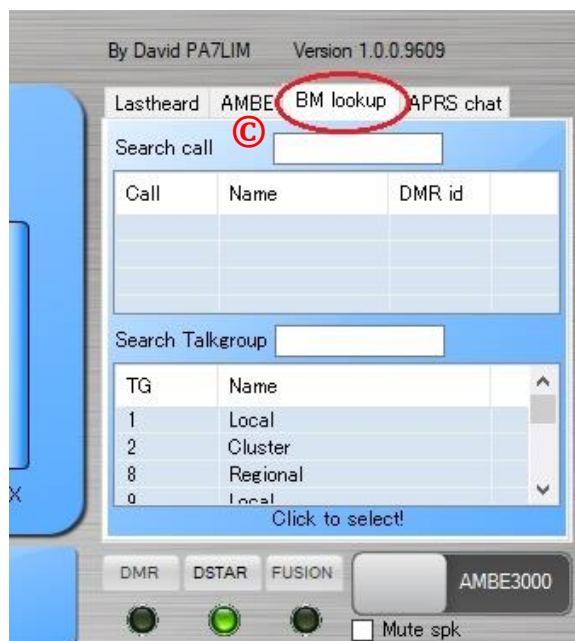 By David PA7LIM Version 1.0.0.9609
Lastheard AMBE BM lookup APRS chat
©
Search call
Call Name DMR id
Search Talkgroup
TG Name
1 Local
2 Cluster
8 Regional
9 Local
Click to select!
X
DMR DSTAR FUSION
AMBE3000
Mute spk